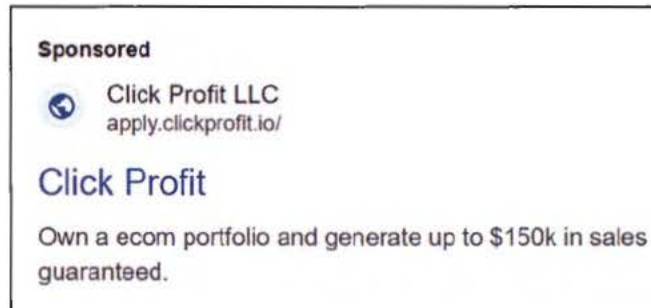 Sponsored
Click Profit LLC
apply.clickprofit.io/
Click Profit
Own a ecom portfolio and generate up to $150k in sales
guaranteed.